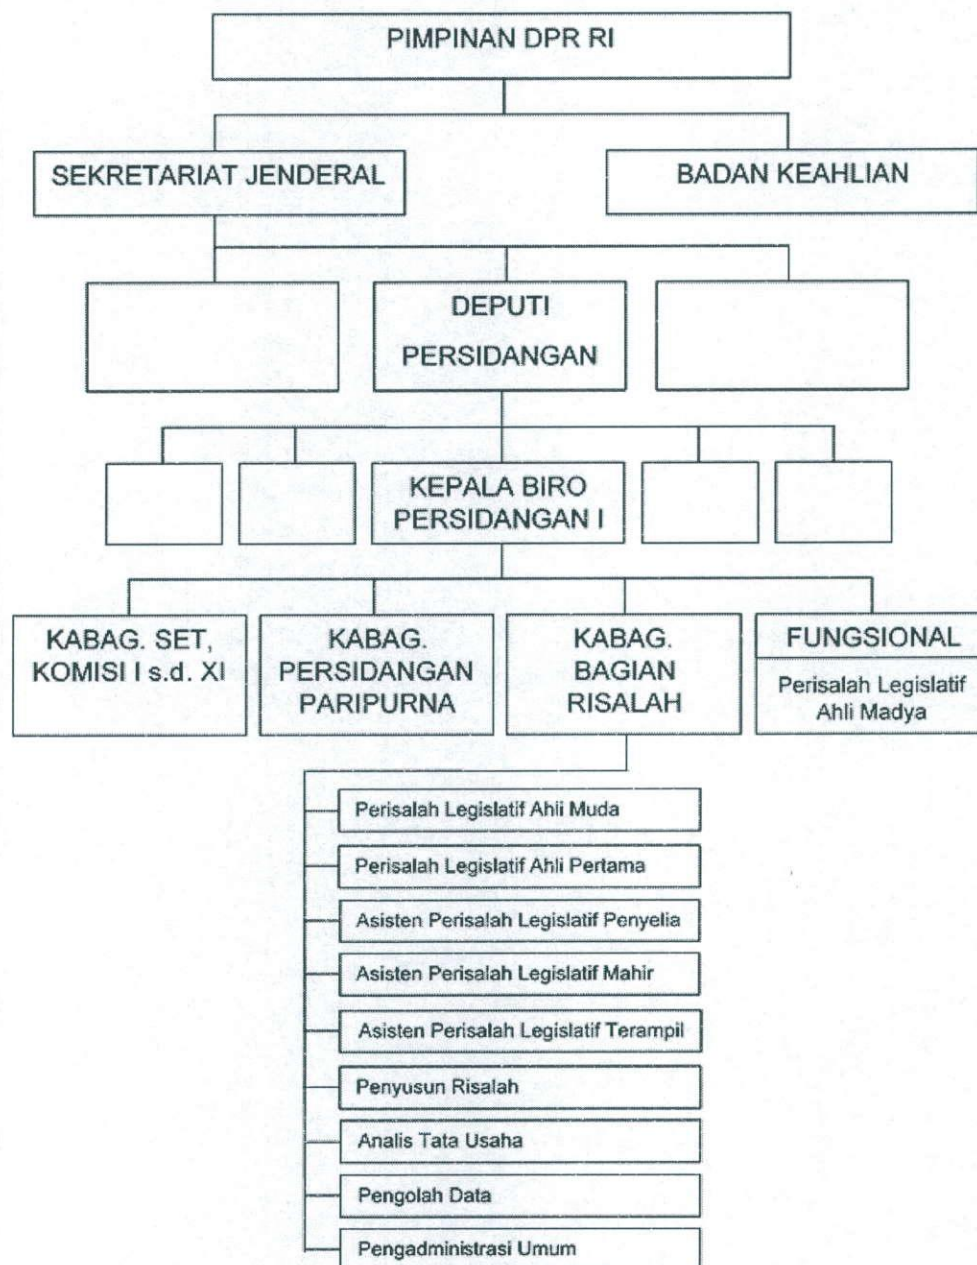 PIMPINAN DPR RI
SEKRETARIAT JENDERAL
BADAN KEAHLIAN
DEPUTI
PERSIDANGAN
KEPALA BIRO
PERSIDANGAN I
KABAG. SET,
KOMISI I s.d. XI
KABAG.
PERSIDANGAN
PARIPURNA
KABAG.
BAGIAN
RISALAH
FUNGSIONAL
Perisalah Legislatif
Ahli Madya
Perisalah Legislatif Ahli Muda
Perisalah Legislatif Ahli Pertama
Asisten Perisalah Legislatif Penyelia
Asisten Perisalah Legislatif Mahir
Asisten Perisalah Legislatif Terampil
Penyusun Risalah
Analis Tata Usaha
Pengolah Data
Pengadministrasi Umum